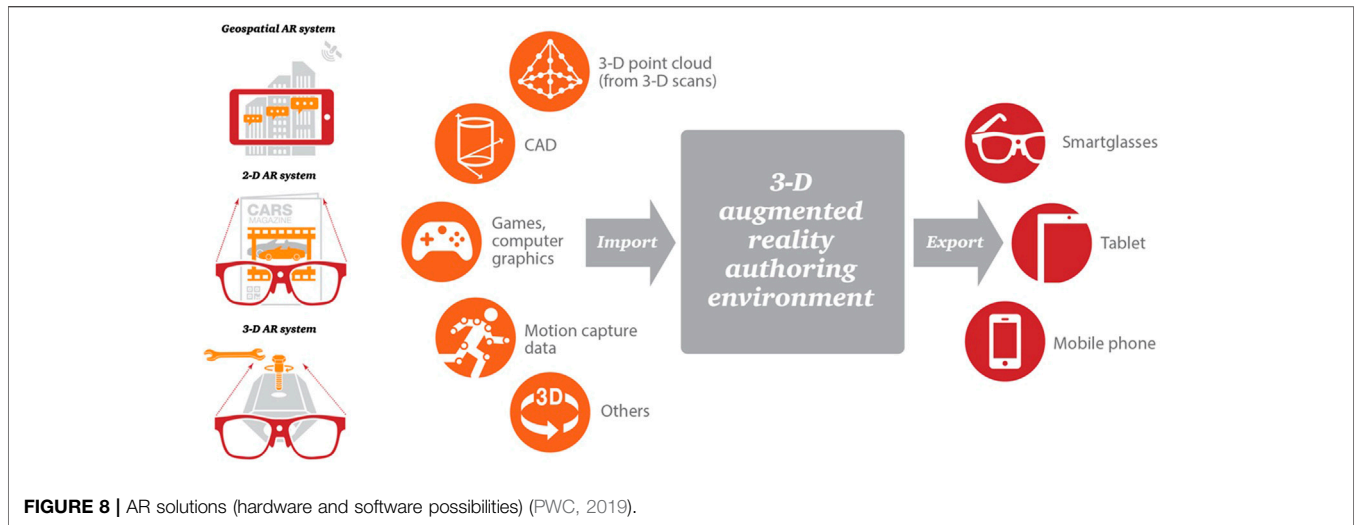 Geospatial AR system
2-D AR system
CARS
MAGAZINE
3-D AR system
3-D point cloud
(from 3-D scans)
CAD
Games,
computer
graphics
Motion capture
data
3D
Others
Import
3-D
augmented
reality
authoring
environment
Export
Smartglasses
Tablet
Mobile phone
FIGURE 8 | AR solutions (hardware and software possibilities) (PWC, 2019).